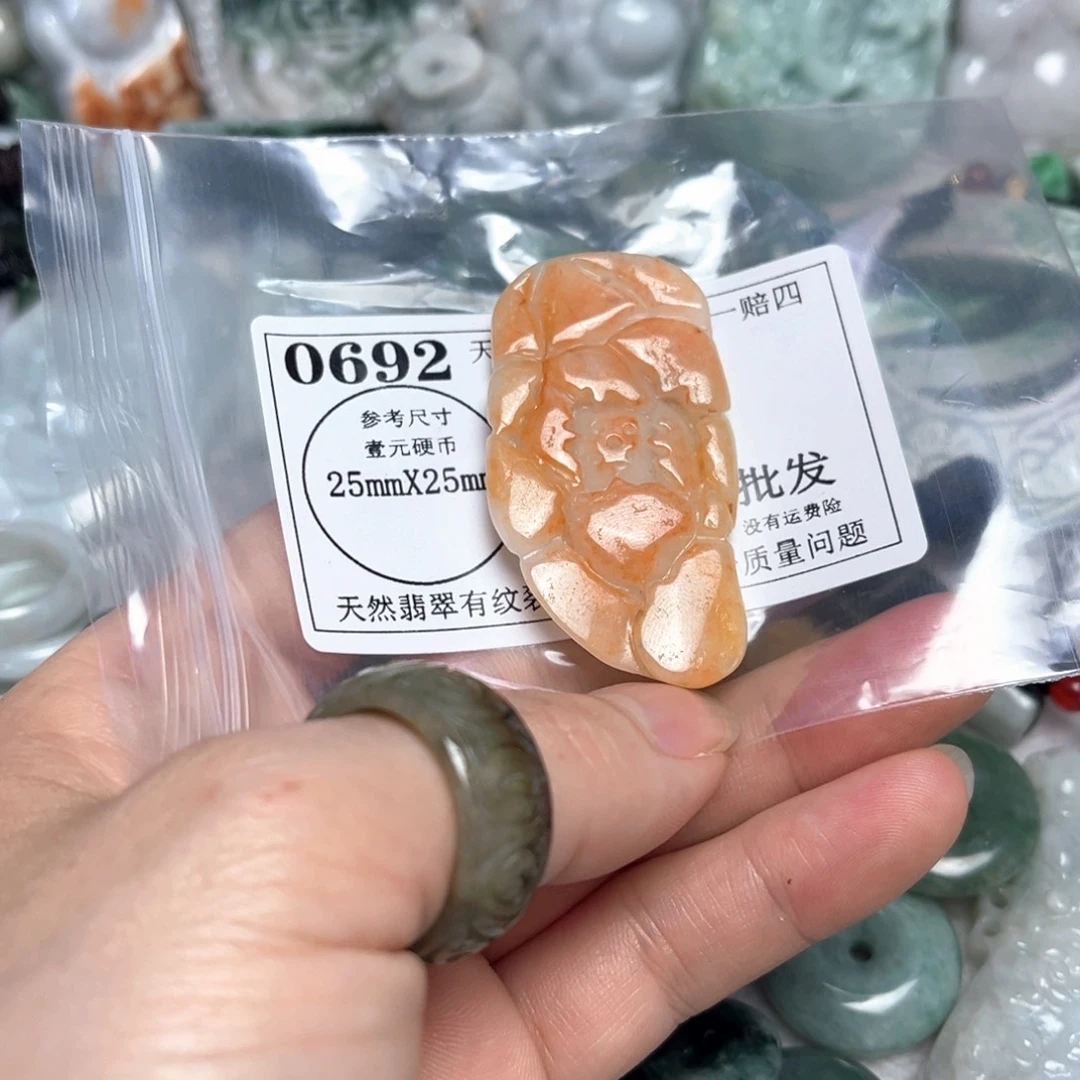 0692 天
一赔四
参考尺寸
壹元硬币
25mmX25m
批发
没有运费险
质量问题
天然翡翠有纹裂